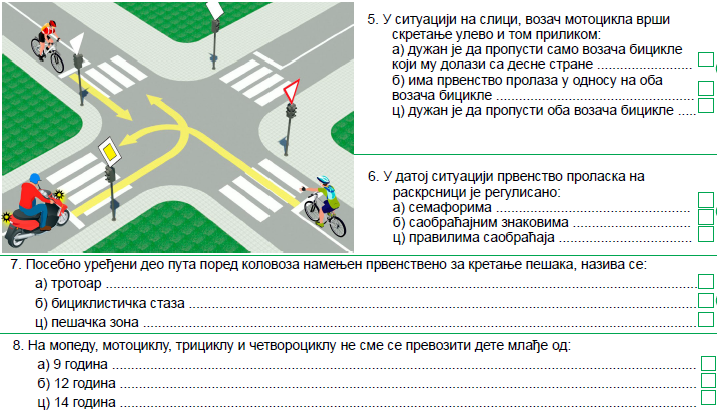 5. У ситуацији на слици, возач мотоцикла врши
скретање улево и том приликом:
а) дужан је да пропусти само возача бицикле
који му долази са десне стране ........................
б) има првенство пролаза у односу на оба
возача бицикле ..................................................
ц) дужан је да пропусти оба возача бицикле .....
6. У датој ситуацији првенство проласка на
раскрсници је регулисано:
а) семафорима ..........................................
б) саобраћајним знаковима ..............................
ц) правилима саобраћаја ..................................
7. Посебно уређени део пута поред коловоза намењен првенствено за кретање пешака, назива се:
а) тротоар ..........................................................................................
б) бициклистичка стаза ......................................................................
ц) пешачка зона ..................................................................................
8. На мопеду, мотоциклу, трициклу и четвороциклу не сме се превозити дете млађе од:
а) 9 година ..........................................................................................
б) 12 година ........................................................................................
ц) 14 година ........................................................................................